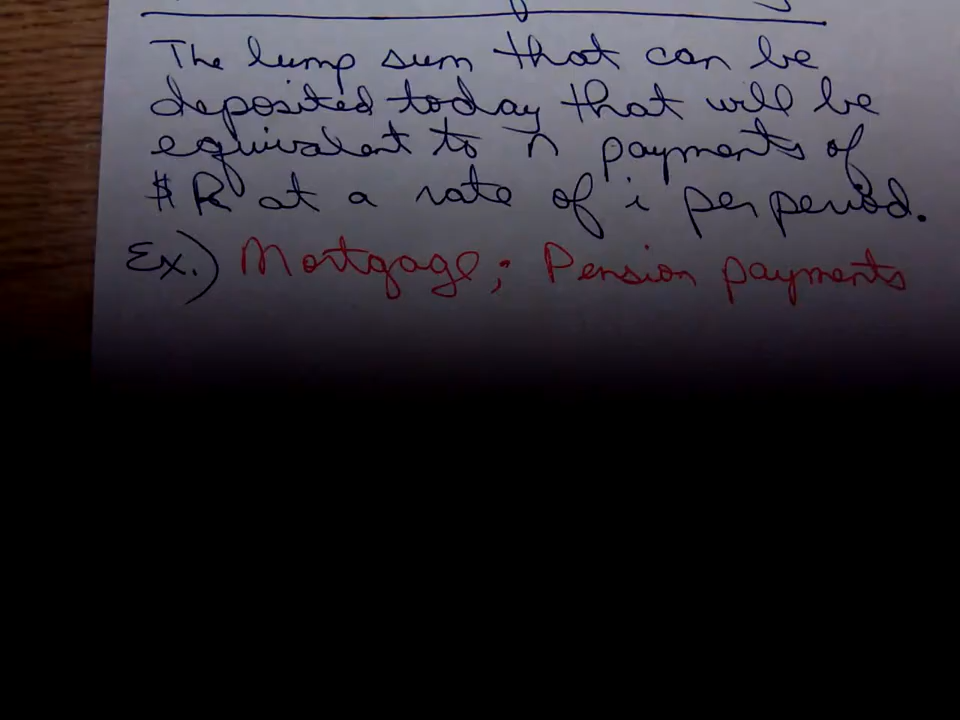 The lump sum that can be
deposited today that will be
equivalent to n payments of
$R at a rate of i per period.
Ex.) Mortgage; Pension payments